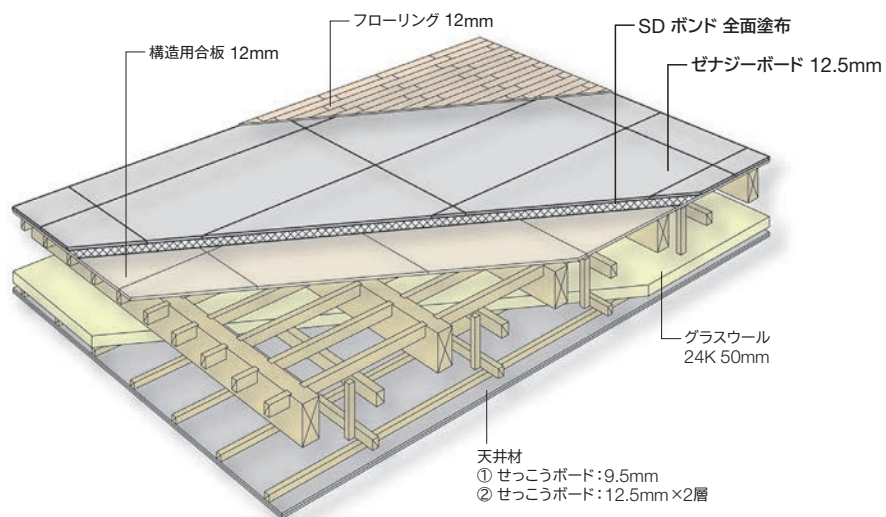 フローリング 12mm
SD ボンド 全面塗布
構造用合板 12mm
ゼナジーボード 12.5mm
グラスウール
24K 50mm
天井材
① せっこうボード：9.5mm
② せっこうボード：12.5mm×2層